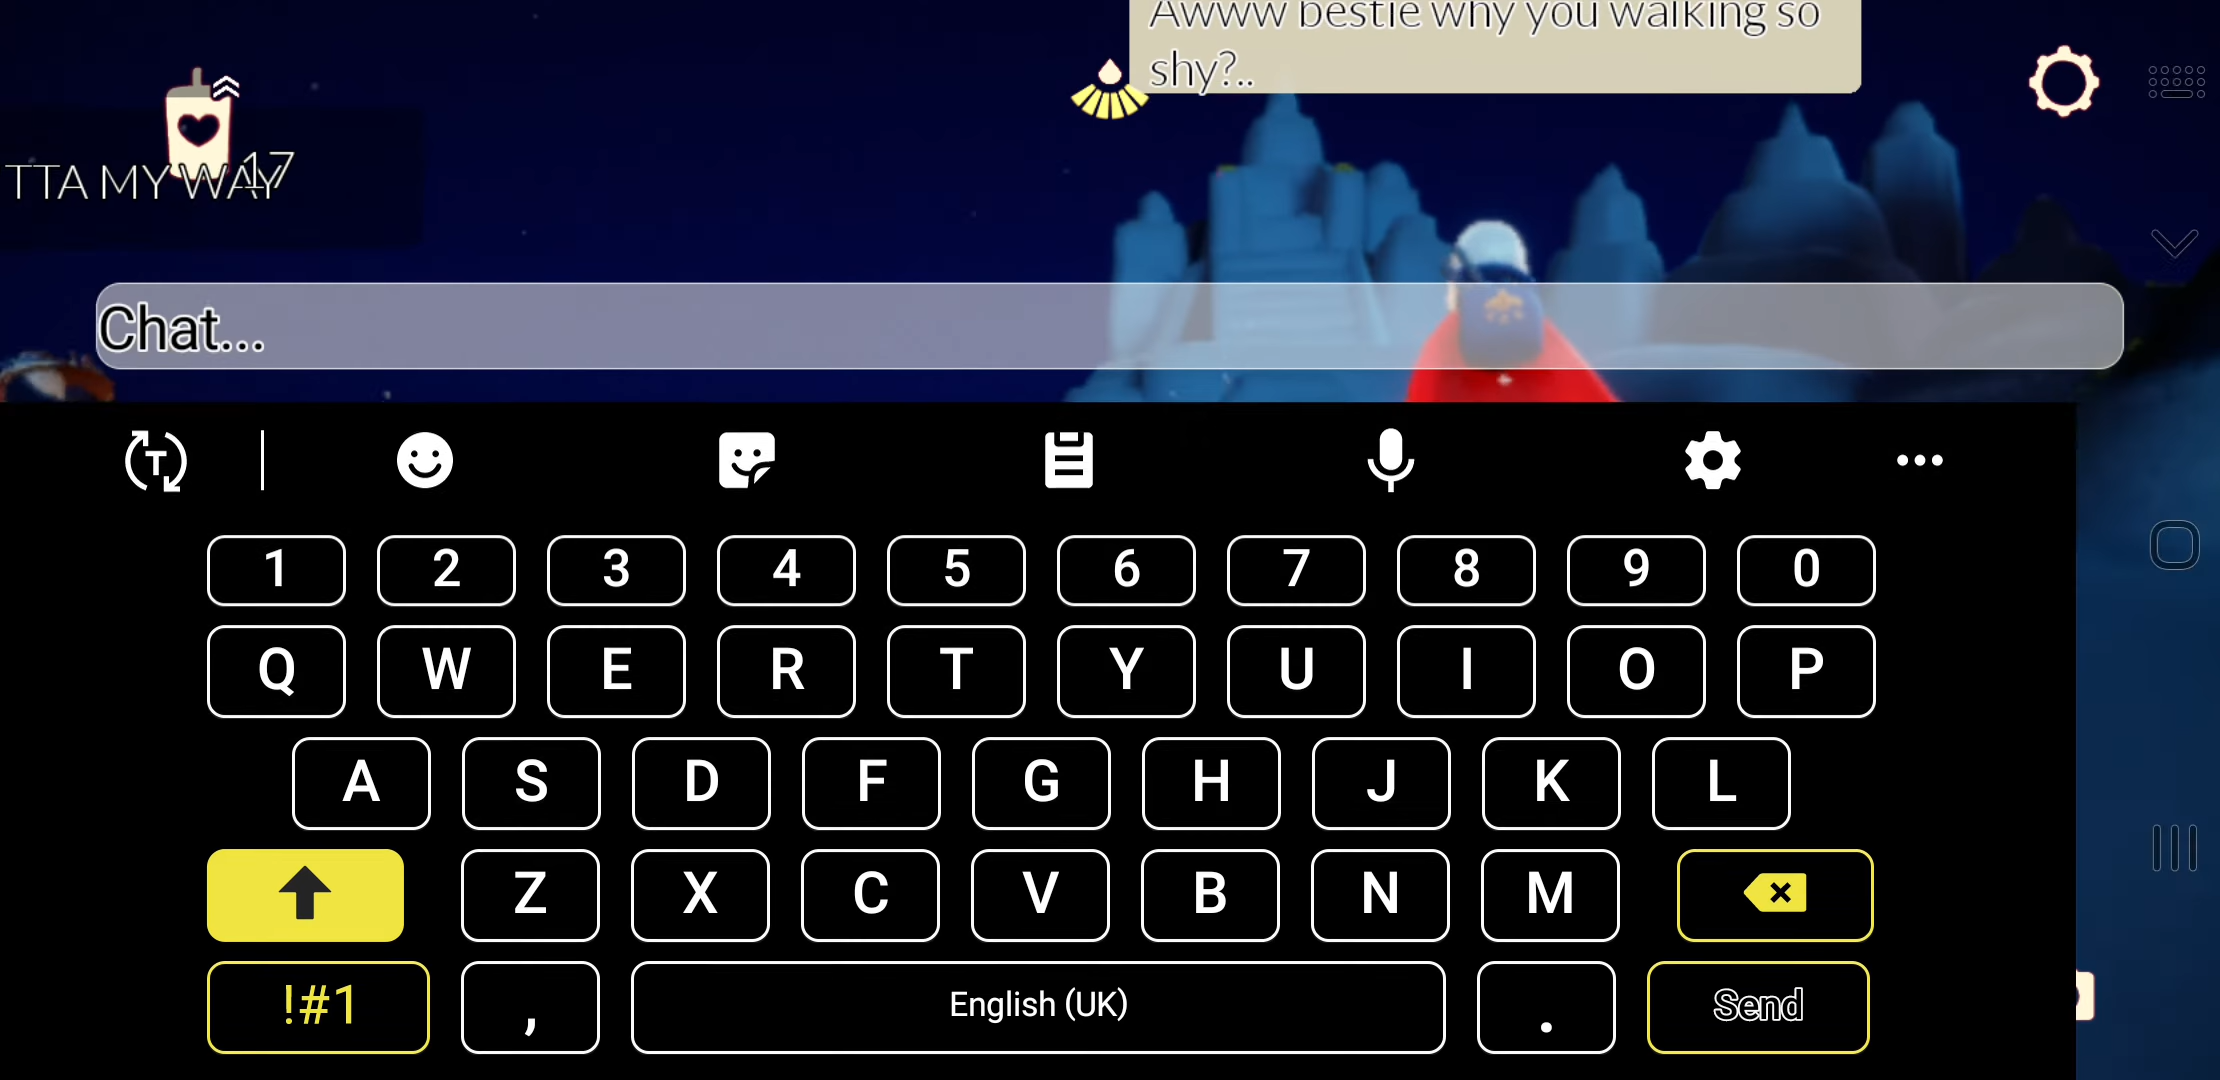 Awww bestie why you walking so
shy?..
17
TTA MY WAY
Chat...
T
1 2 3 4 5 6 7 8 9 0
Q W E R T Y U I O P
A S D F G H J K L
Z X C V B N M
!#1 , English (UK) . Send